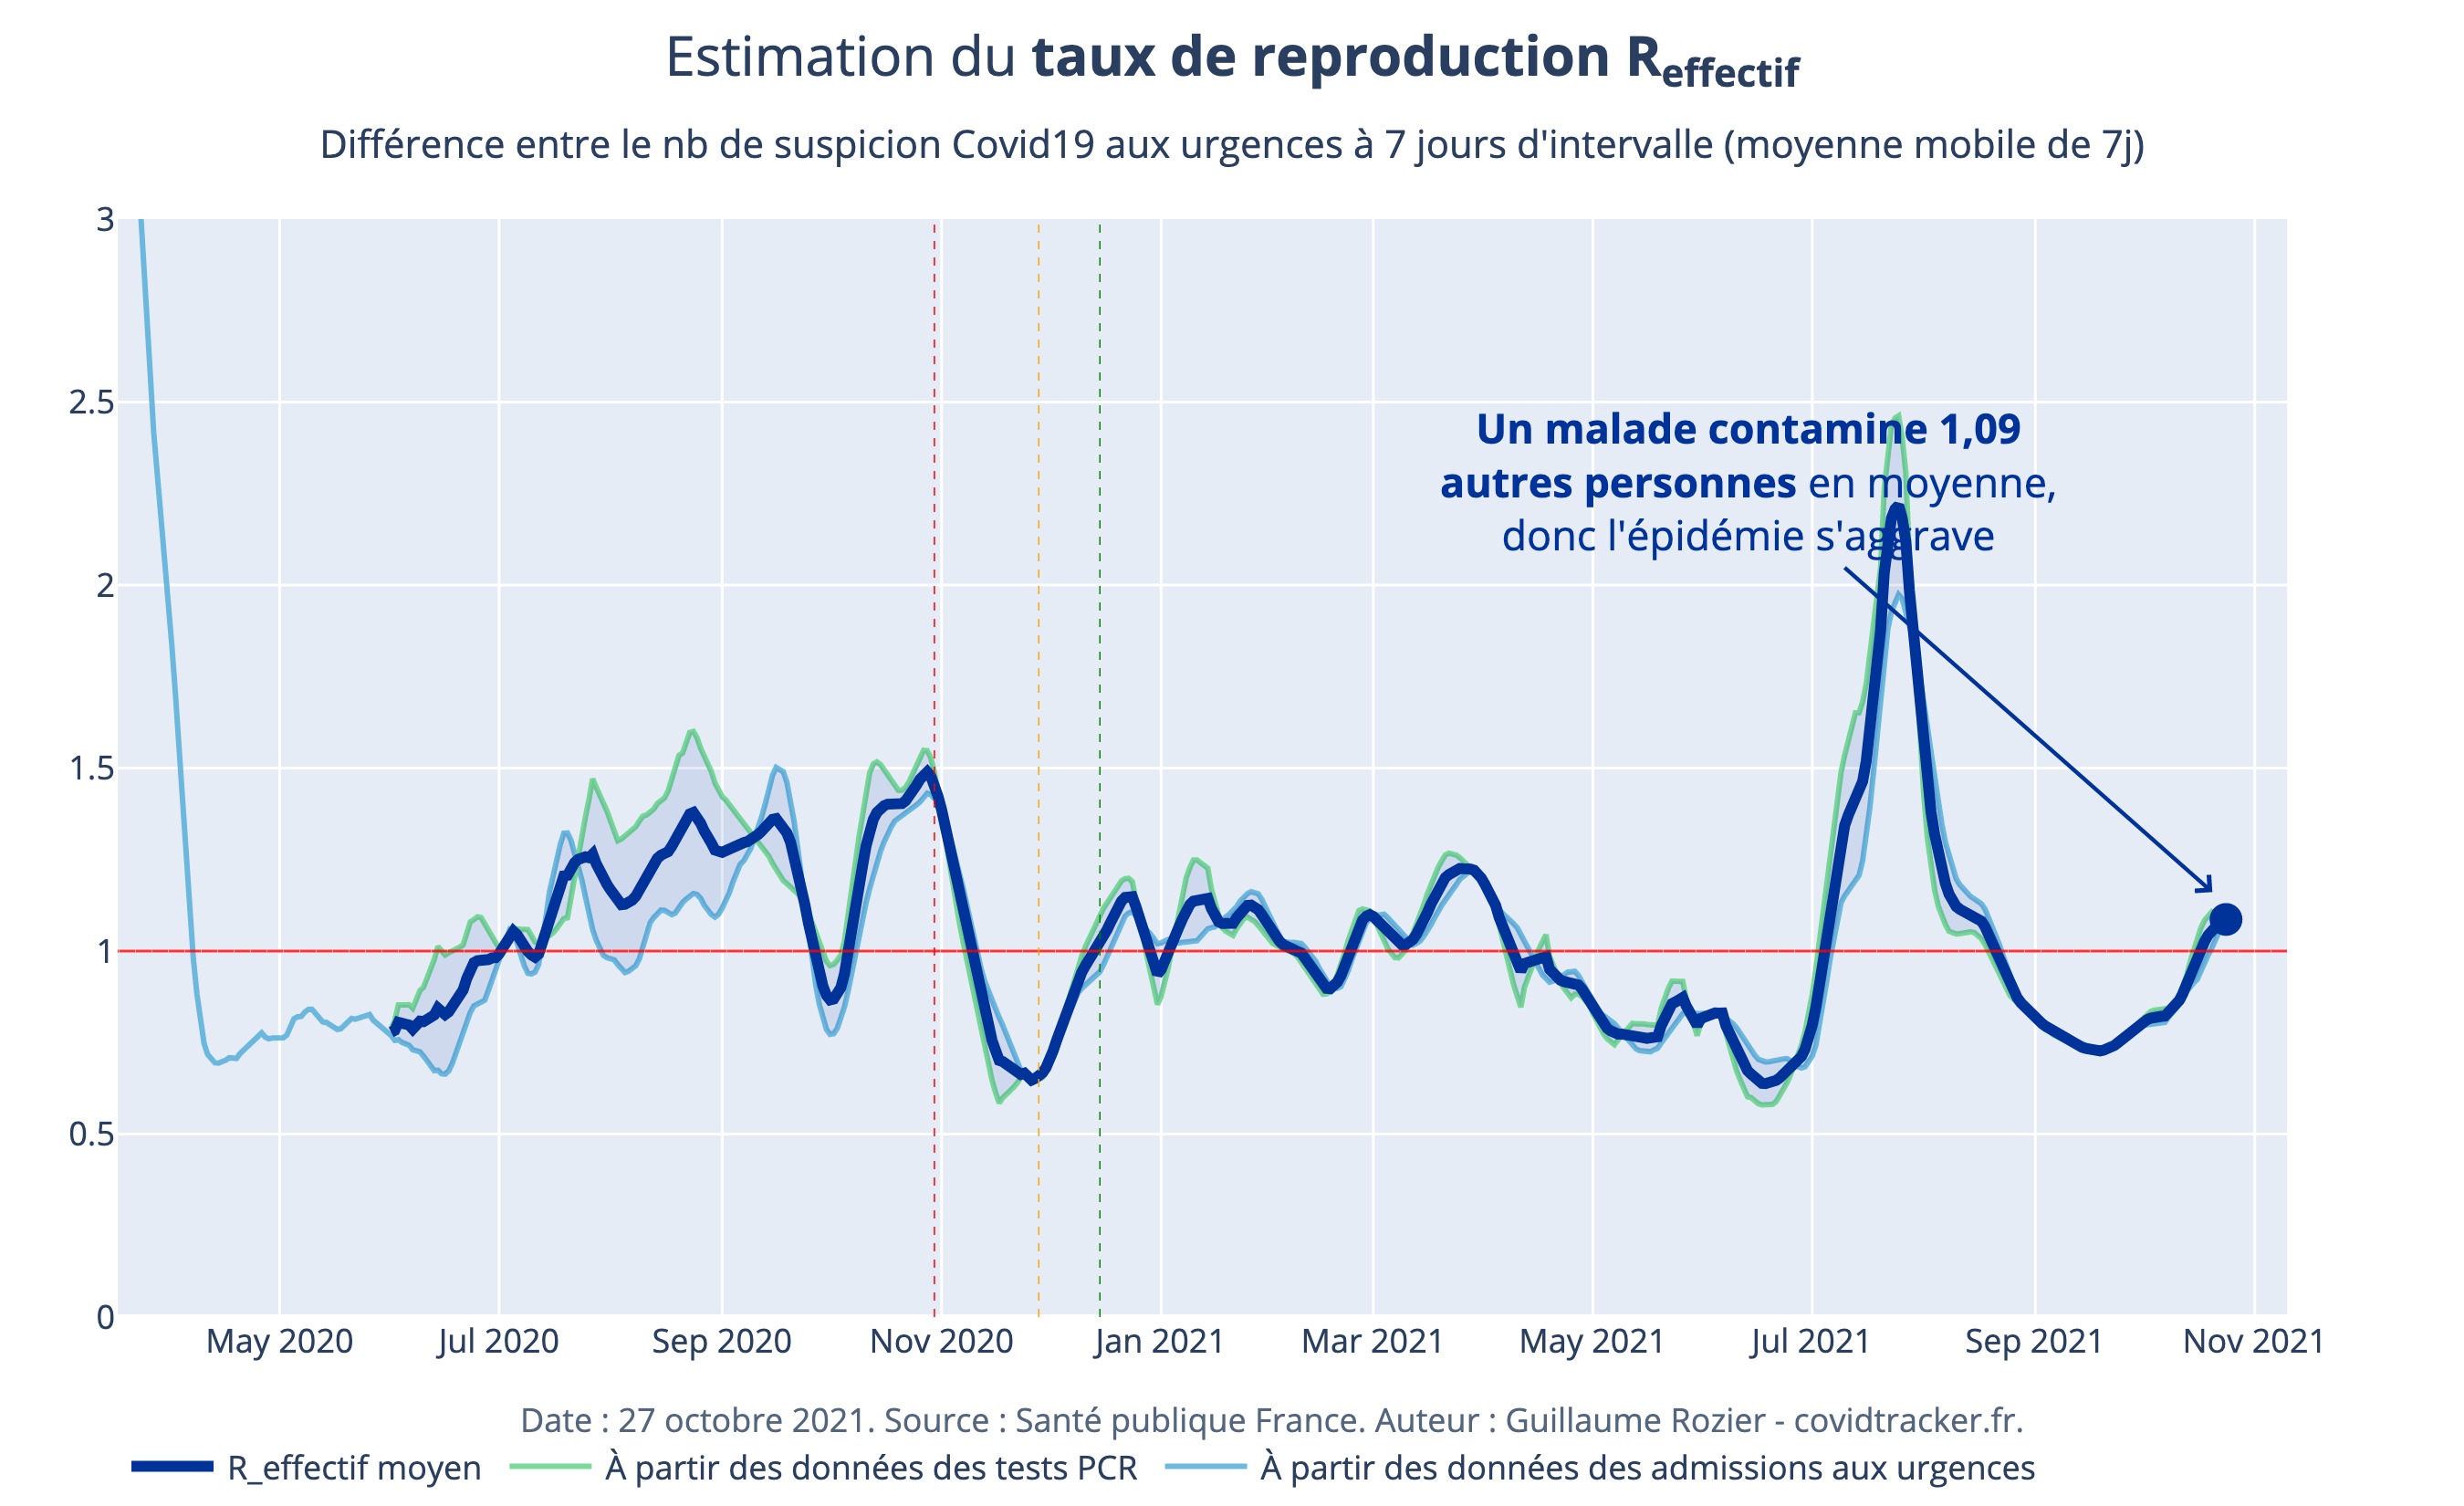 Estimation du taux de reproduction Reffectif
Différence entre le nb de suspicion Covid19 aux urgences à 7 jours d'intervalle (moyenne mobile de 7j)
3
2.5
2
1.5
1
0.5
0
Un malade contamine 1,09
autres personnes en moyenne,
donc l'épidémie s'aggrave
May 2020 Jul 2020 Sep 2020 Nov 2020 Jan 2021 Mar 2021 May 2021 Jul 2021 Sep 2021 Nov 2021
Date : 27 octobre 2021. Source : Santé publique France. Auteur : Guillaume Rozier - covidtracker.fr.
R_effectif moyen À partir des données des tests PCR À partir des données des admissions aux urgences